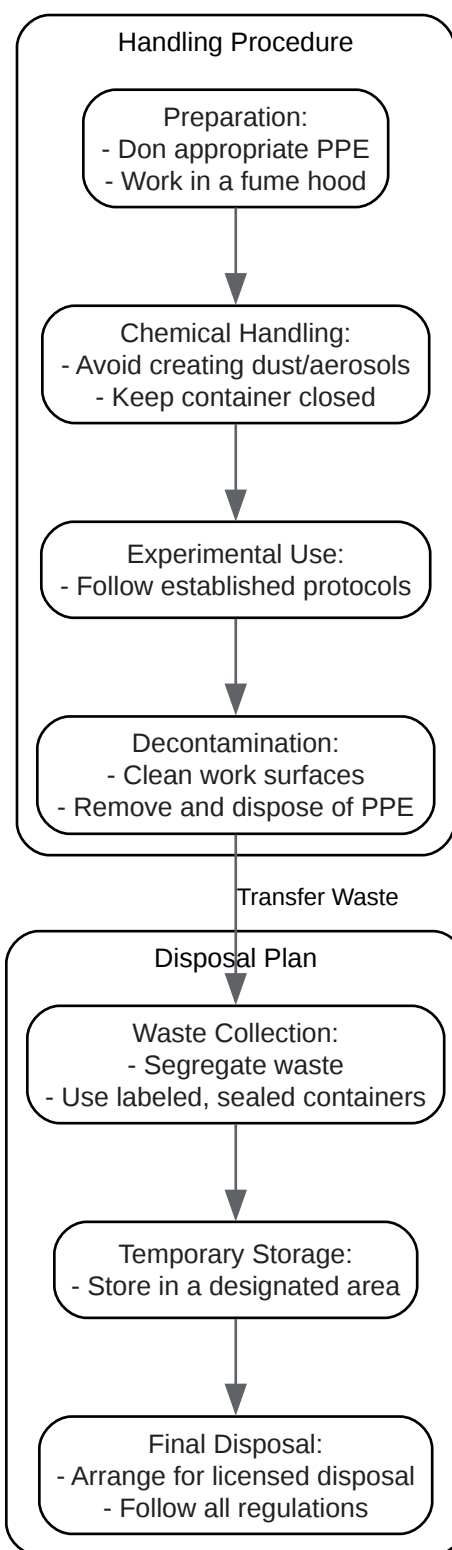 Handling Procedure
Preparation:
- Don appropriate PPE
- Work in a fume hood
Chemical Handling:
- Avoid creating dust/aerosols
- Keep container closed
Experimental Use:
- Follow established protocols
Decontamination:
- Clean work surfaces
- Remove and dispose of PPE
Transfer Waste
Disposal Plan
Waste Collection:
- Segregate waste
- Use labeled, sealed containers
Temporary Storage:
- Store in a designated area
Final Disposal:
- Arrange for licensed disposal
- Follow all regulations